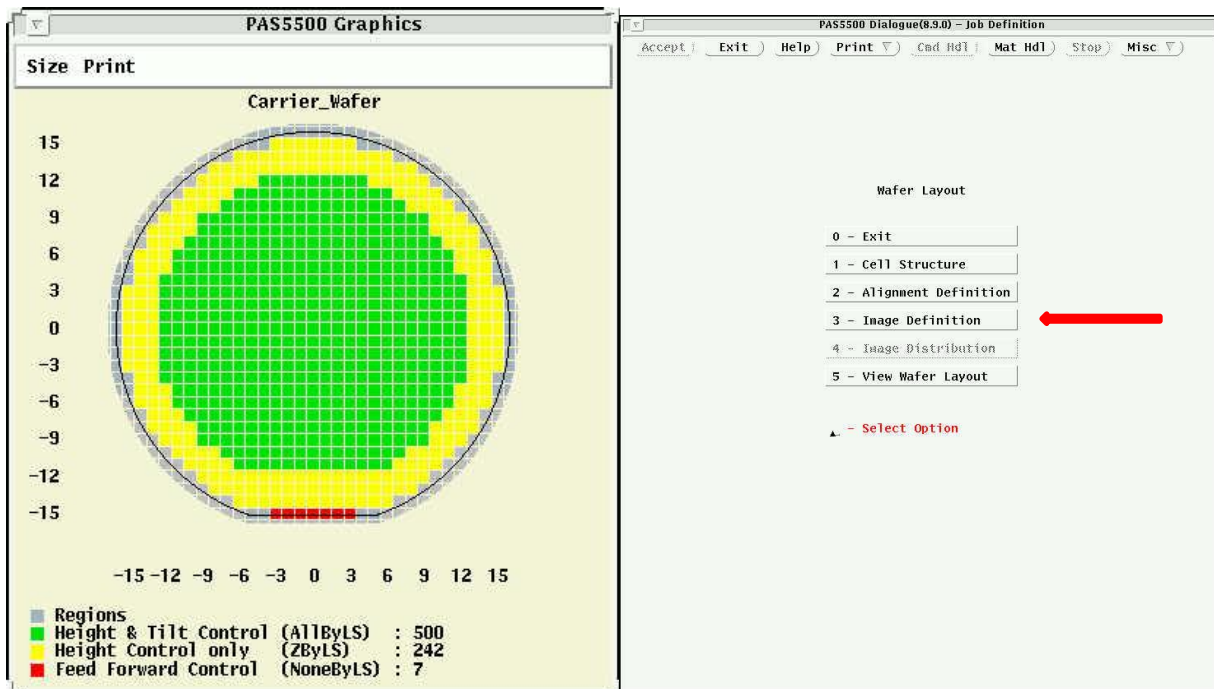 PAS5500 Graphics
Size Print
Carrier_Wafer
15
12
9
6
3
0
-3
-6
-9
-12
-15
-15 -12 -9 -6 -3 0 3 6 9 12 15
Regions
Height & Tilt Control (AllByLS) : 500
Height Control only (ZByLS) : 242
Feed Forward Control (NoneByLS) : 7
PAS5500 Dialogue(8.9.0) - Job Definition
Accept Exit Help Print Cmd Hdl Mat Hdl Stop Misc
Wafer Layout
0 - Exit
1 - Cell Structure
2 - Alignment Definition
3 - Image Definition
4 - Image Distribution
5 - View Wafer Layout
- Select Option